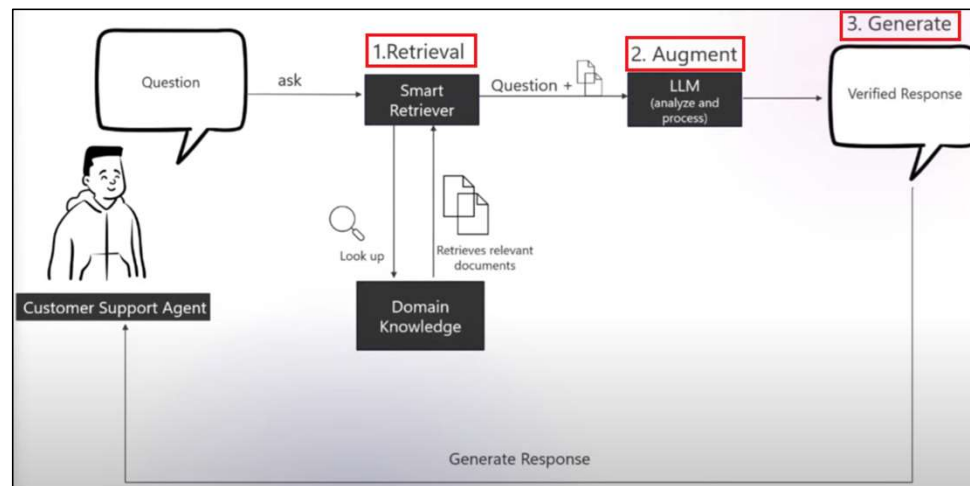 3. Generate
1.Retrieval
2. Augment
Question
ask
Smart
Retriever
Question +
LLM
(analyze and
process)
Verified Response
Look up
Retrieves relevant
documents
Customer Support Agent
Domain
Knowledge
Generate Response